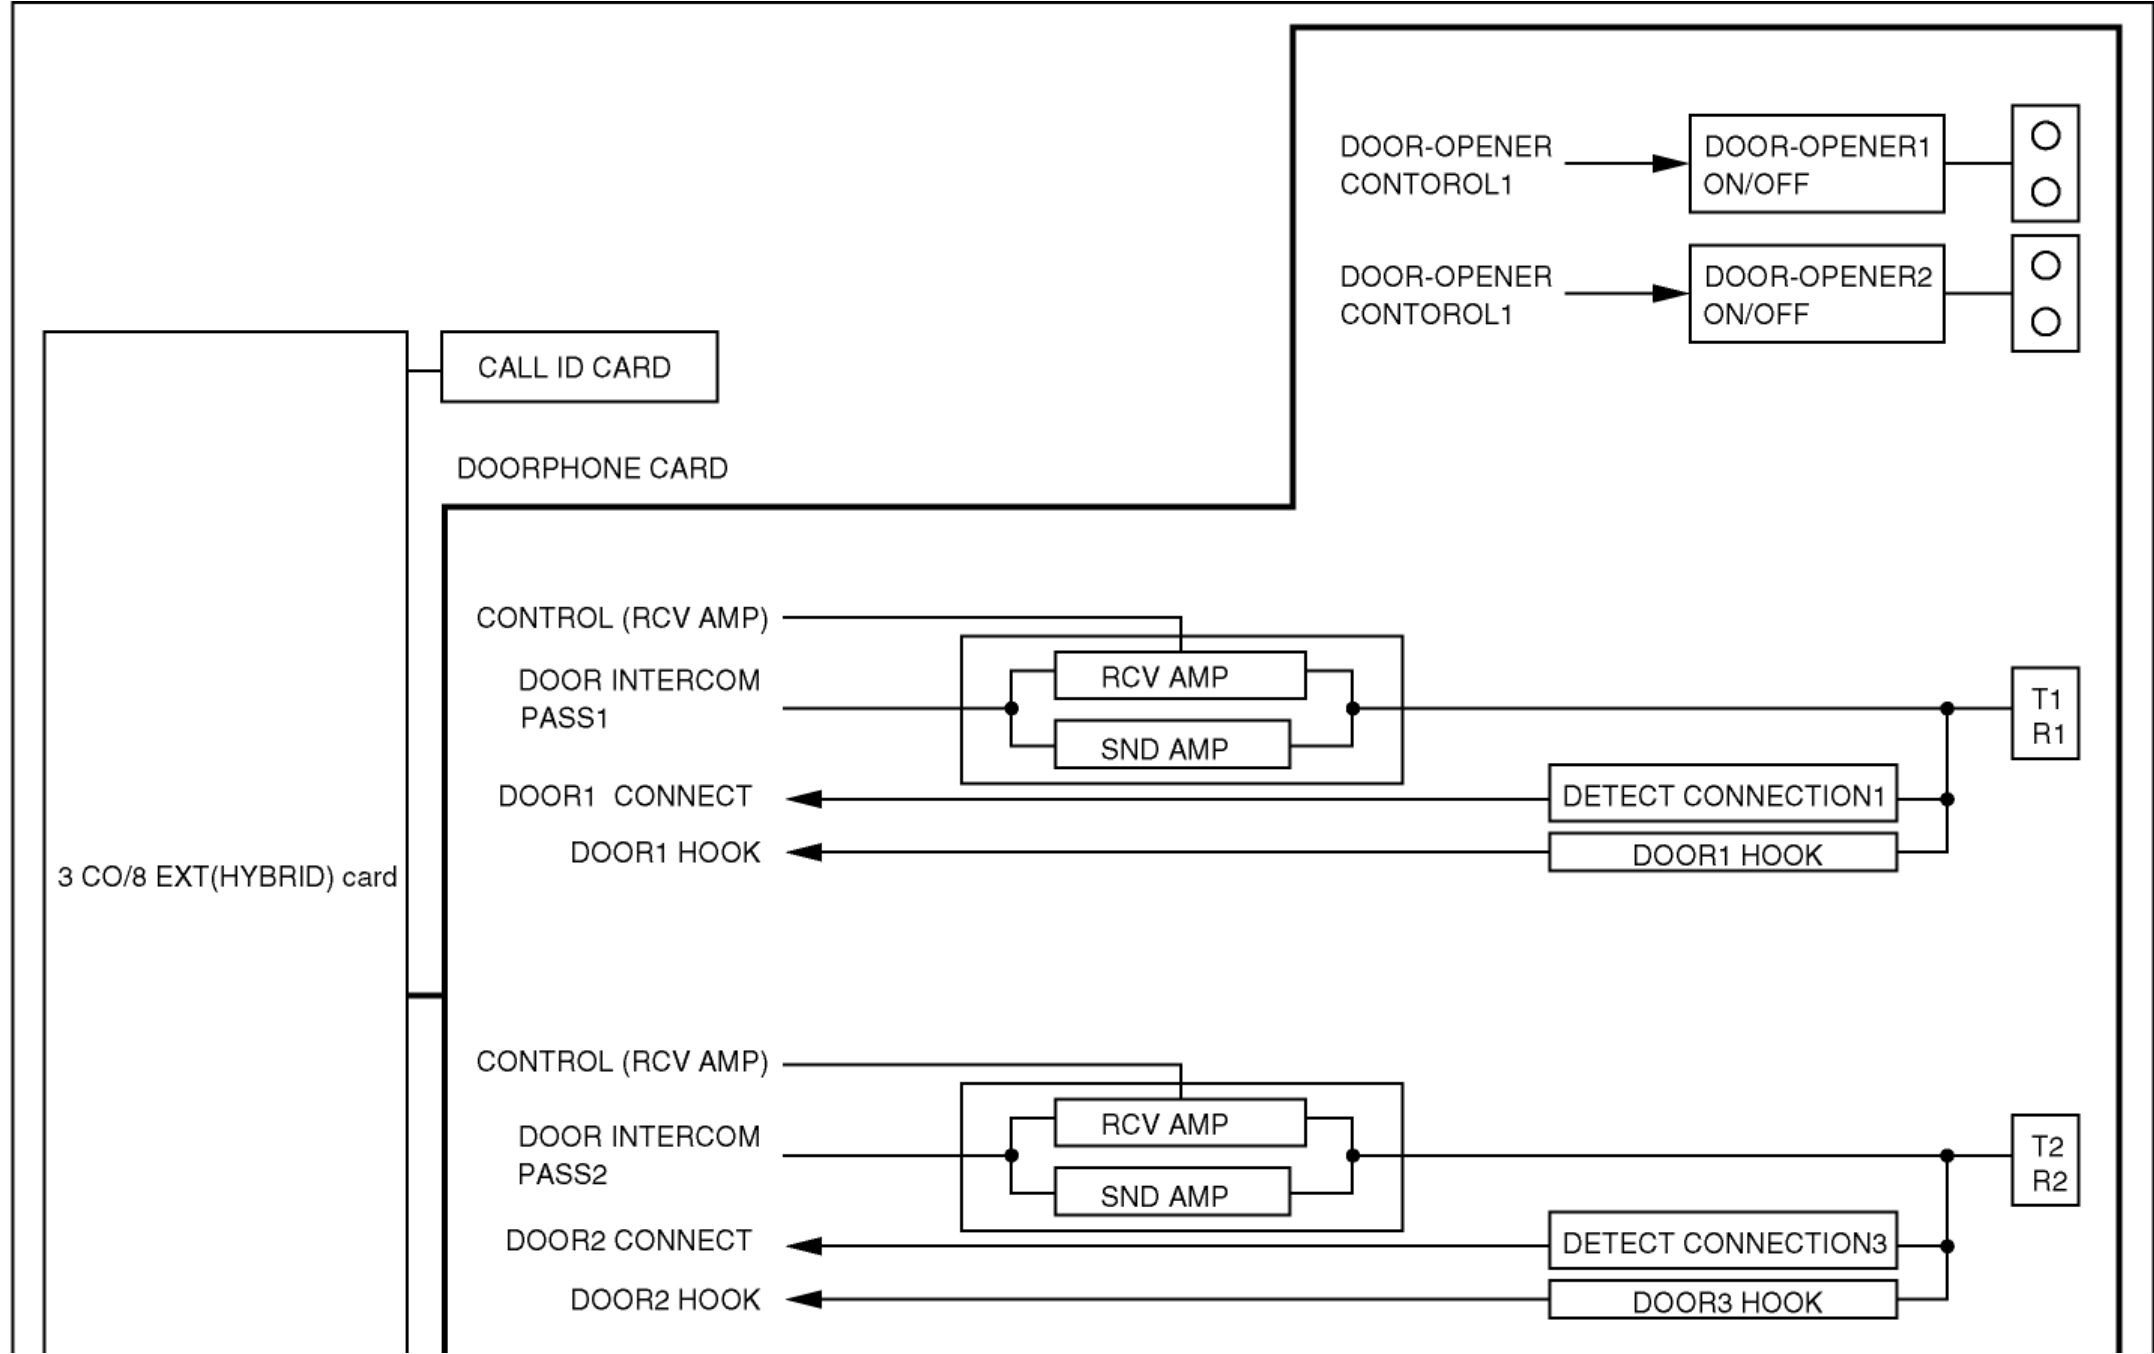 DOOR-OPENER
CONTOROL1
DOOR-OPENER1
ON/OFF
DOOR-OPENER
CONTOROL1
DOOR-OPENER2
ON/OFF
CALL ID CARD
DOORPHONE CARD
3 CO/8 EXT(HYBRID) card
CONTROL (RCV AMP)
RCV AMP
DOOR INTERCOM
PASS1
SND AMP
T1
R1
DOOR1 CONNECT
DETECT CONNECTION1
DOOR1 HOOK
DOOR1 HOOK
CONTROL (RCV AMP)
RCV AMP
DOOR INTERCOM
PASS2
SND AMP
T2
R2
DOOR2 CONNECT
DETECT CONNECTION3
DOOR2 HOOK
DOOR3 HOOK